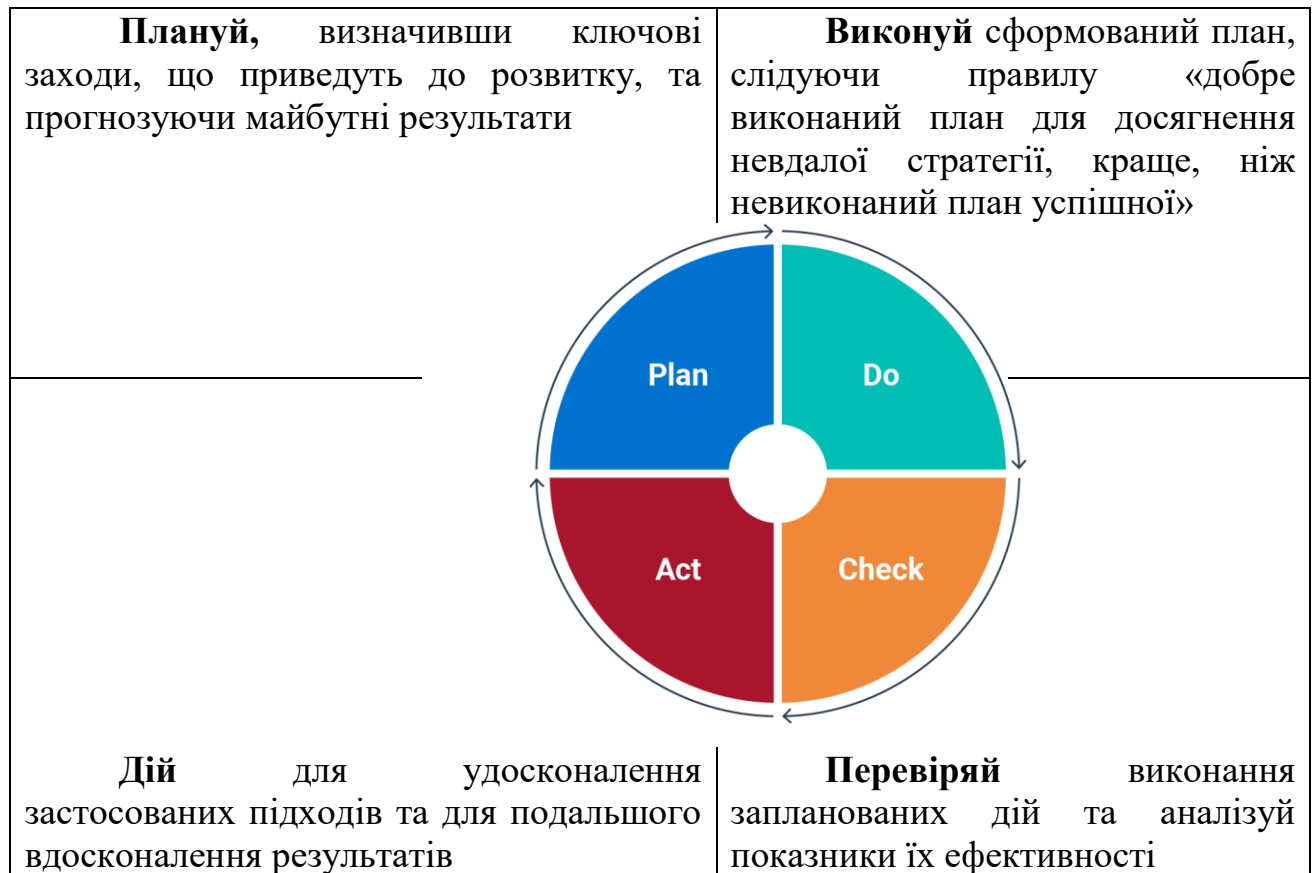 Плануй, визначивши ключові
заходи, що приведуть до розвитку, та
прогнозуючи майбутні результати
Виконуй сформований план,
слідуючи правилу «добре
виконаний план для досягнення
невдалої стратегії, краще, ніж
невиконаний план успішної»
Plan
Do
Act
Check
Дій для удосконалення
застосованих підходів та для подальшого
вдосконалення результатів
Перевіряй виконання
запланованих дій та аналізуй
показники їх ефективності